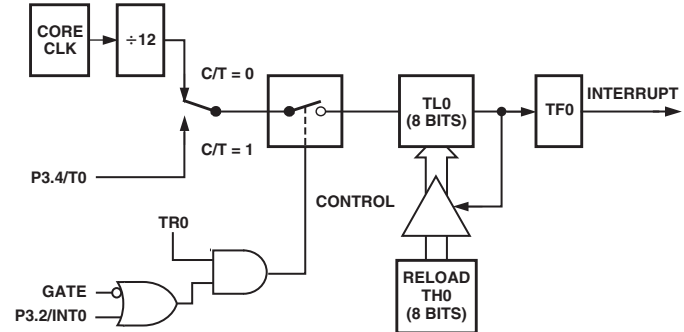 CORE
CLK
÷12
C/T = 0
C/T = 1
P3.4/T0
TL0
(8 BITS)
TF0
INTERRUPT
CONTROL
TR0
GATE
P3.2/INT0
RELOAD
TH0
(8 BITS)